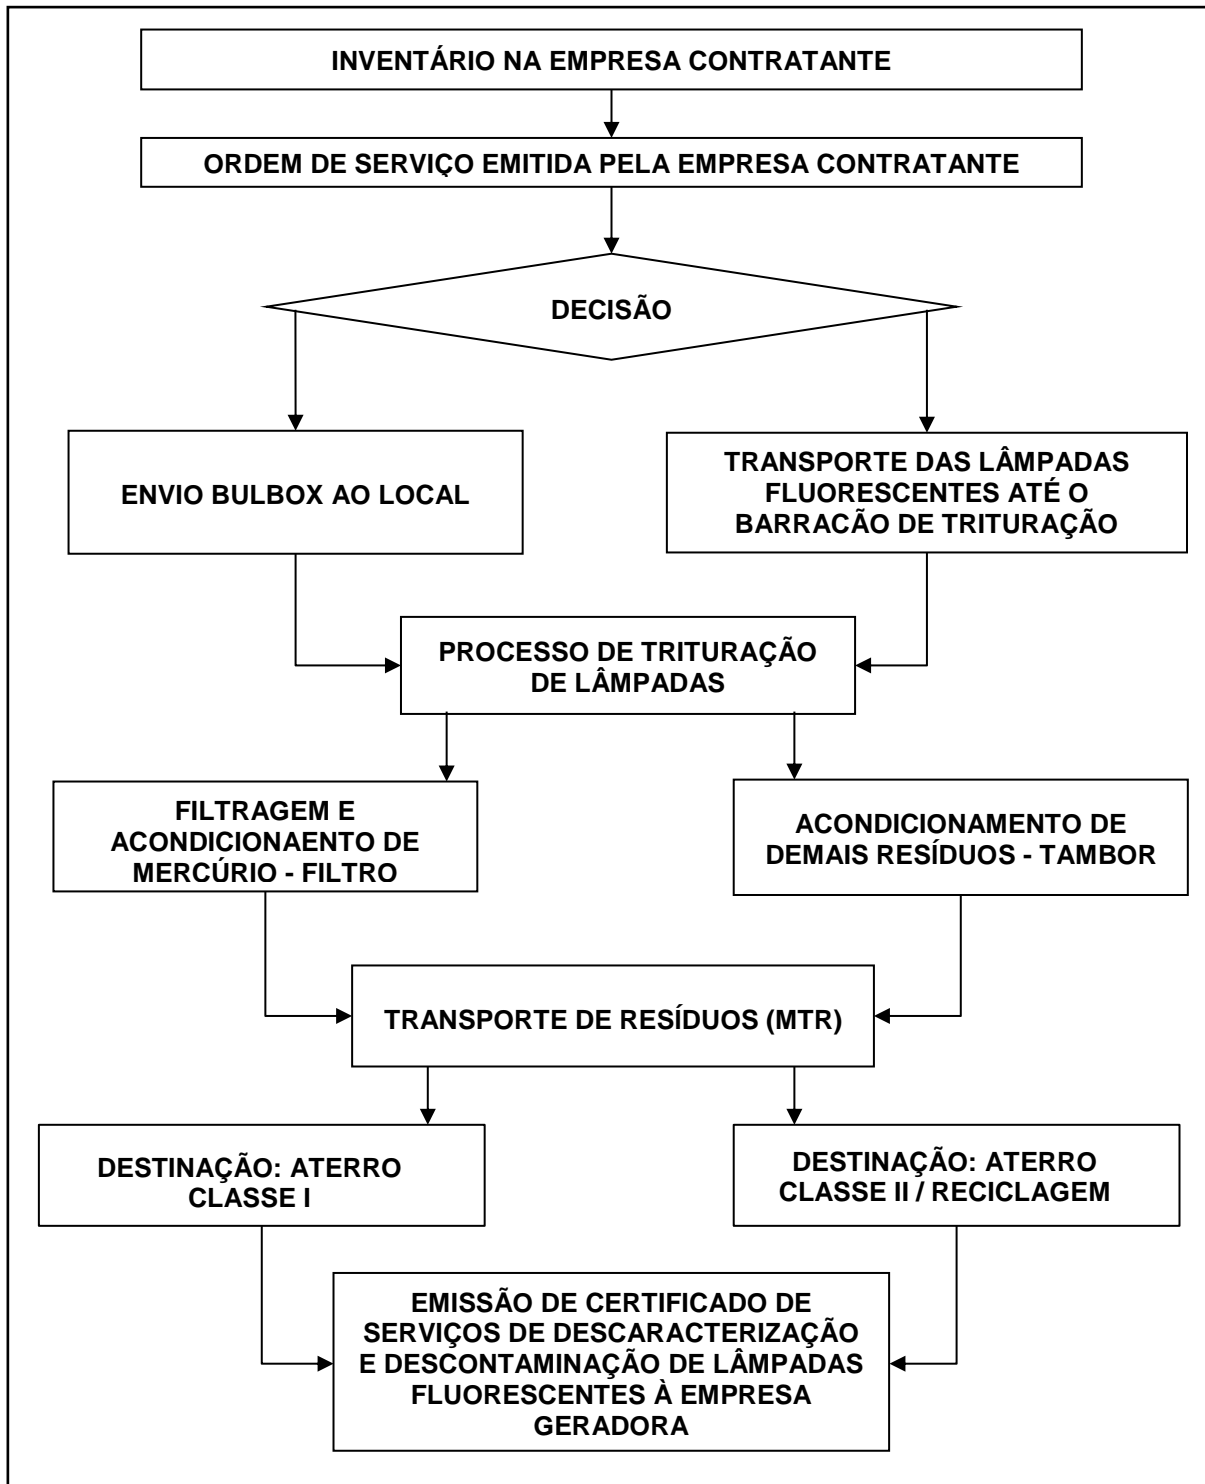 INVENTÁRIO NA EMPRESA CONTRATANTE
ORDEM DE SERVIÇO EMITIDA PELA EMPRESA CONTRATANTE
DECISÃO
ENVIO BULBOX AO LOCAL
TRANSPORTE DAS LÂMPADAS
FLUORESCENTES ATÉ O
BARRACÃO DE TRITURAÇÃO
PROCESSO DE TRITURAÇÃO
DE LÂMPADAS
FILTRAGEM E
ACONDICIONAENTO DE
MERCÚRIO - FILTRO
ACONDICIONAMENTO DE
DEMAIS RESÍDUOS - TAMBOR
TRANSPORTE DE RESÍDUOS (MTR)
DESTINAÇÃO: ATERRO
CLASSE I
DESTINAÇÃO: ATERRO
CLASSE II / RECICLAGEM
EMISSÃO DE CERTIFICADO DE
SERVIÇOS DE DESCARACTERIZAÇÃO
E DESCONTAMINAÇÃO DE LÂMPADAS
FLUORESCENTES À EMPRESA
GERADORA